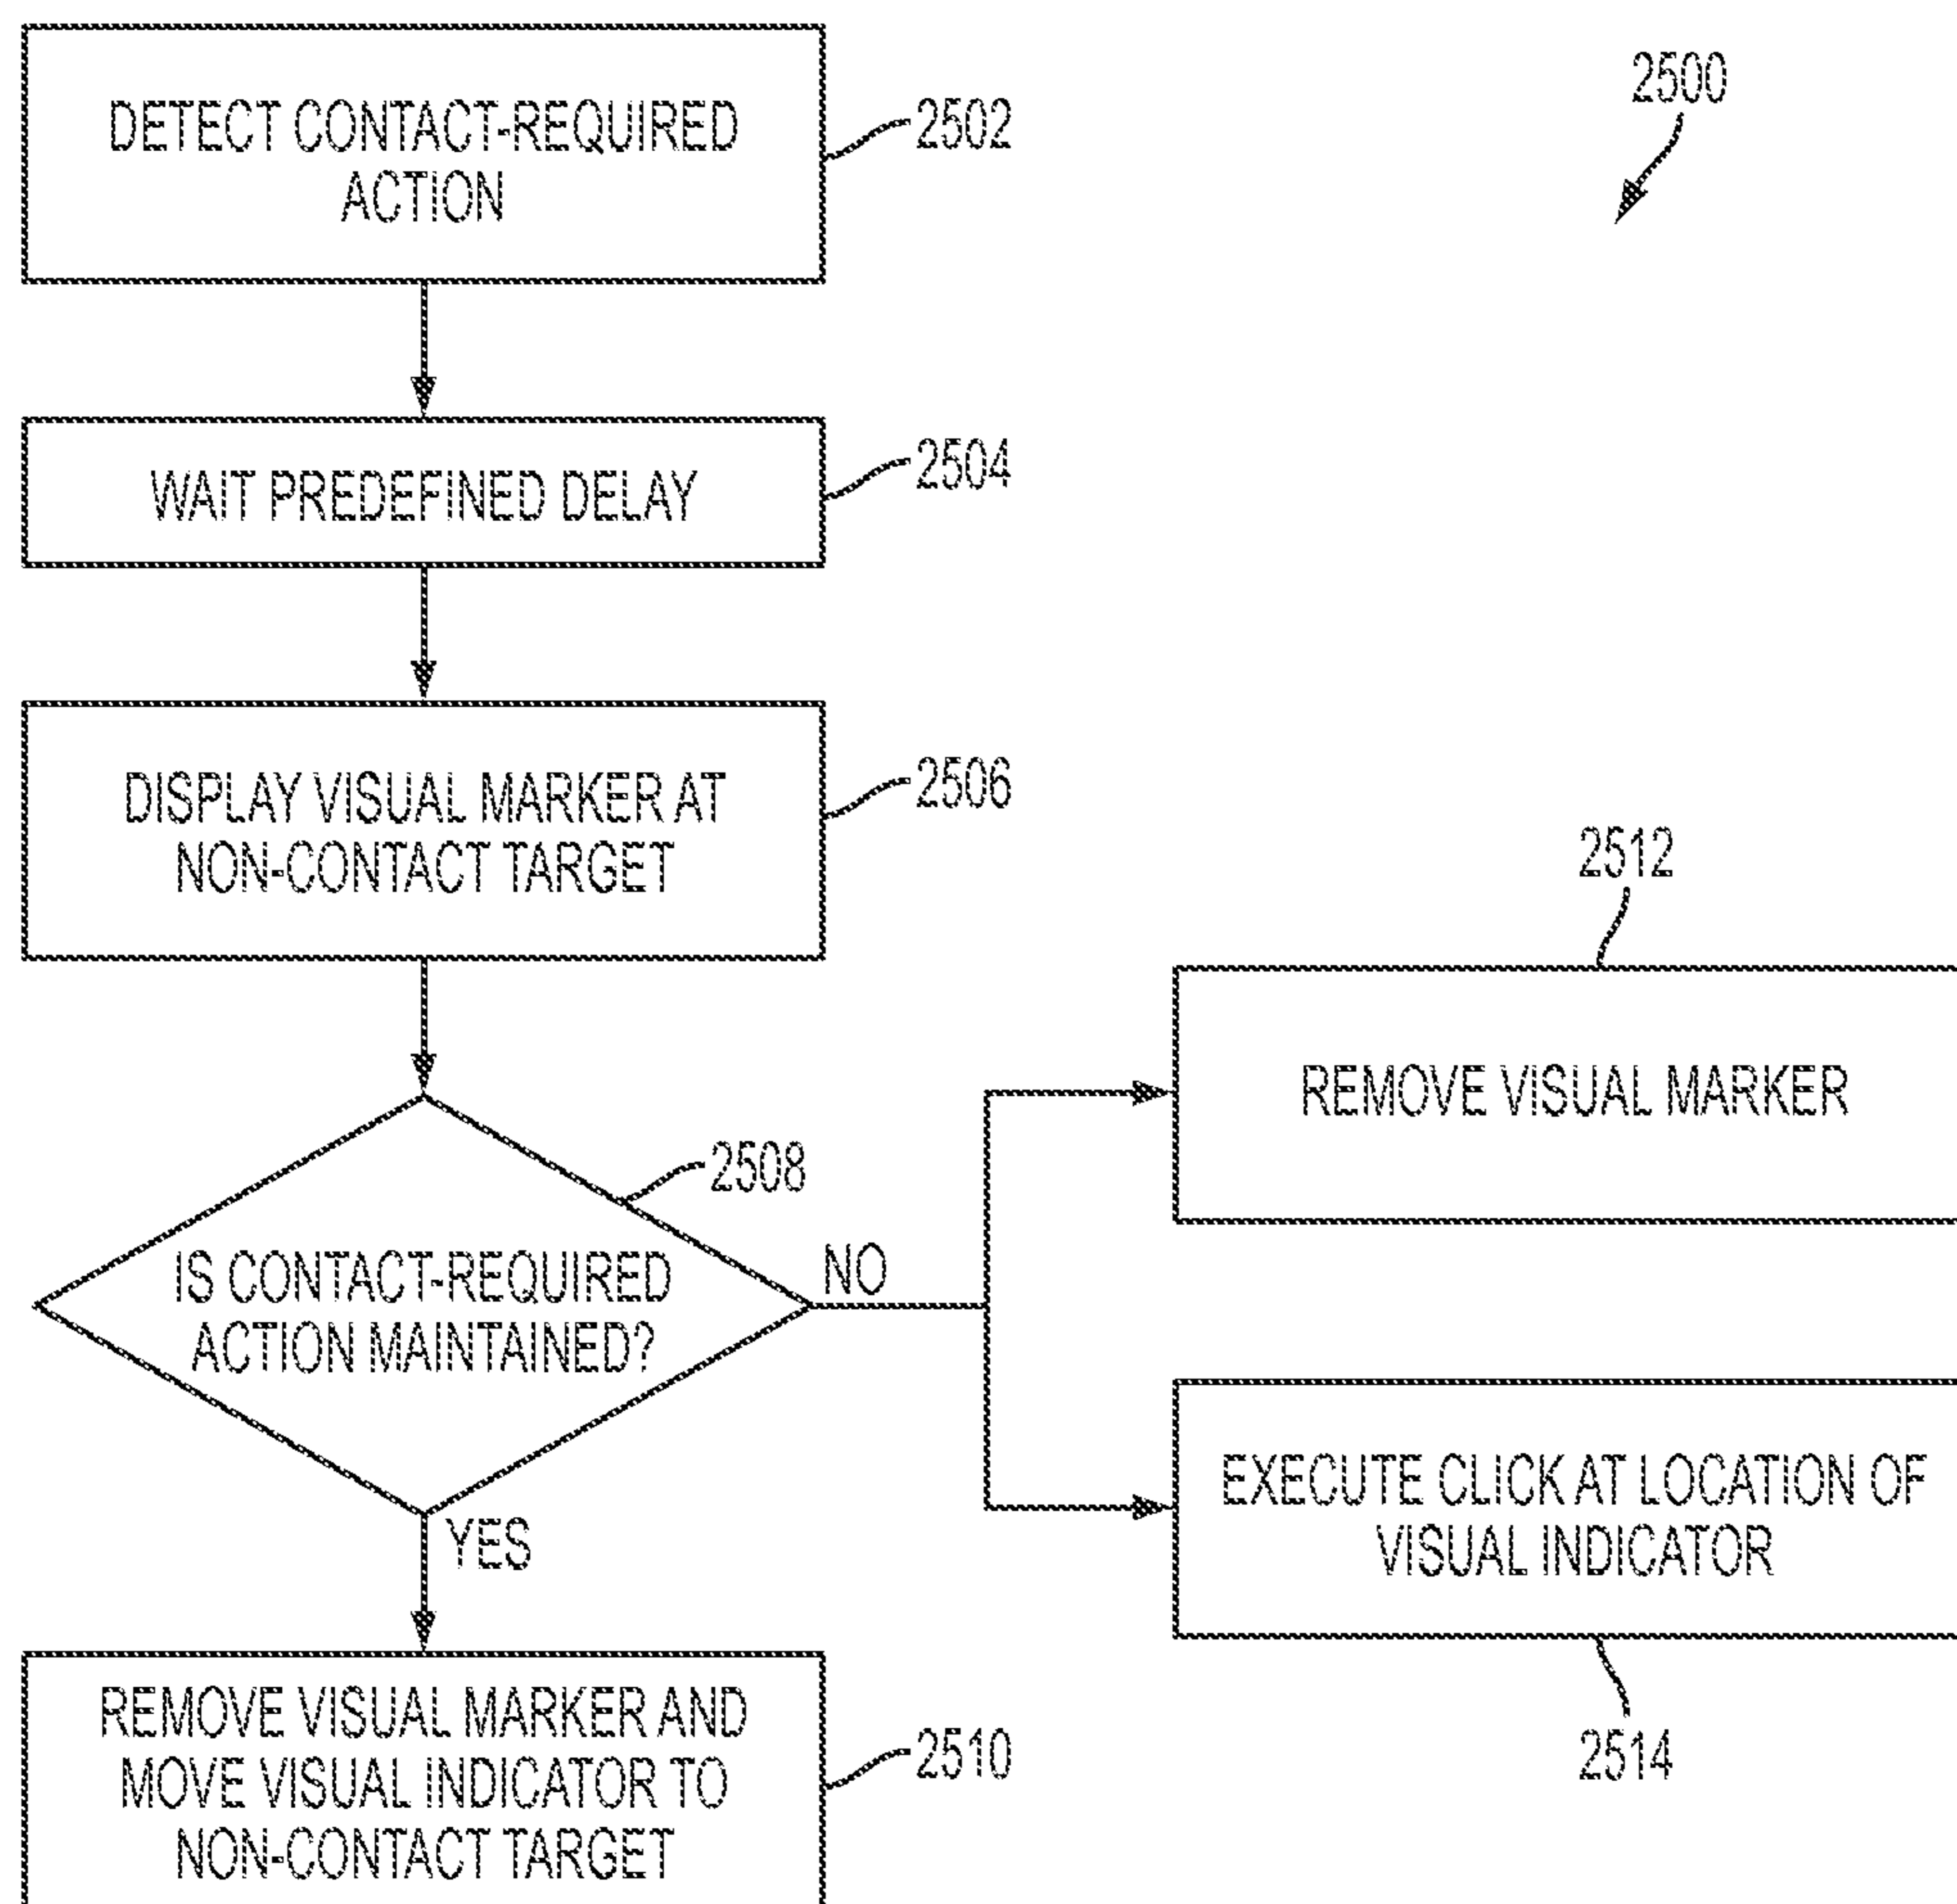 2500
DETECT CONTACT-REQUIRED
ACTION
2502
WAIT PREDEFINED DELAY
2504
DISPLAY VISUAL MARKER AT
NON-CONTACT TARGET
2506
IS CONTACT-REQUIRED
ACTION MAINTAINED?
2508
NO
YES
2512
REMOVE VISUAL MARKER
EXECUTE CLICK AT LOCATION OF
VISUAL INDICATOR
2514
REMOVE VISUAL MARKER AND
MOVE VISUAL INDICATOR TO
NON-CONTACT TARGET
2510